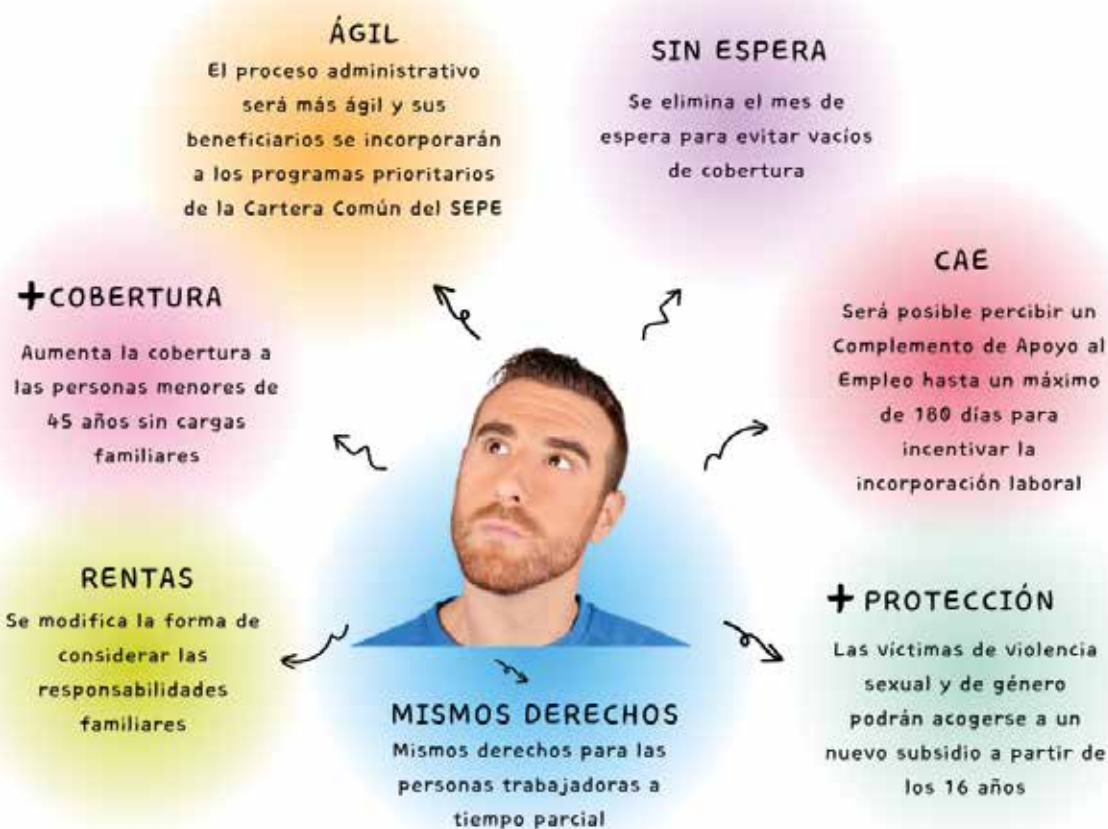 ÁGIL
El proceso administrativo
será más ágil y sus
beneficiarios se incorporarán
a los programas prioritarios
de la Cartera Común del SEPE
SIN ESPERA
Se elimina el mes de
espera para evitar vacíos
de cobertura
+COBERTURA
Aumenta la cobertura a
las personas menores de
45 años sin cargas
familiares
CAE
Será posible percibir un
Complemento de Apoyo al
Empleo hasta un máximo
de 180 días para
incentivar la
incorporación laboral
RENTAS
Se modifica la forma de
considerar las
responsabilidades
familiares
MISMOS DERECHOS
Mismos derechos para las
personas trabajadoras a
tiempo parcial
+ PROTECCIÓN
Las víctimas de violencia
sexual y de género
podrán acogerse a un
nuevo subsidio a partir de
los 16 años